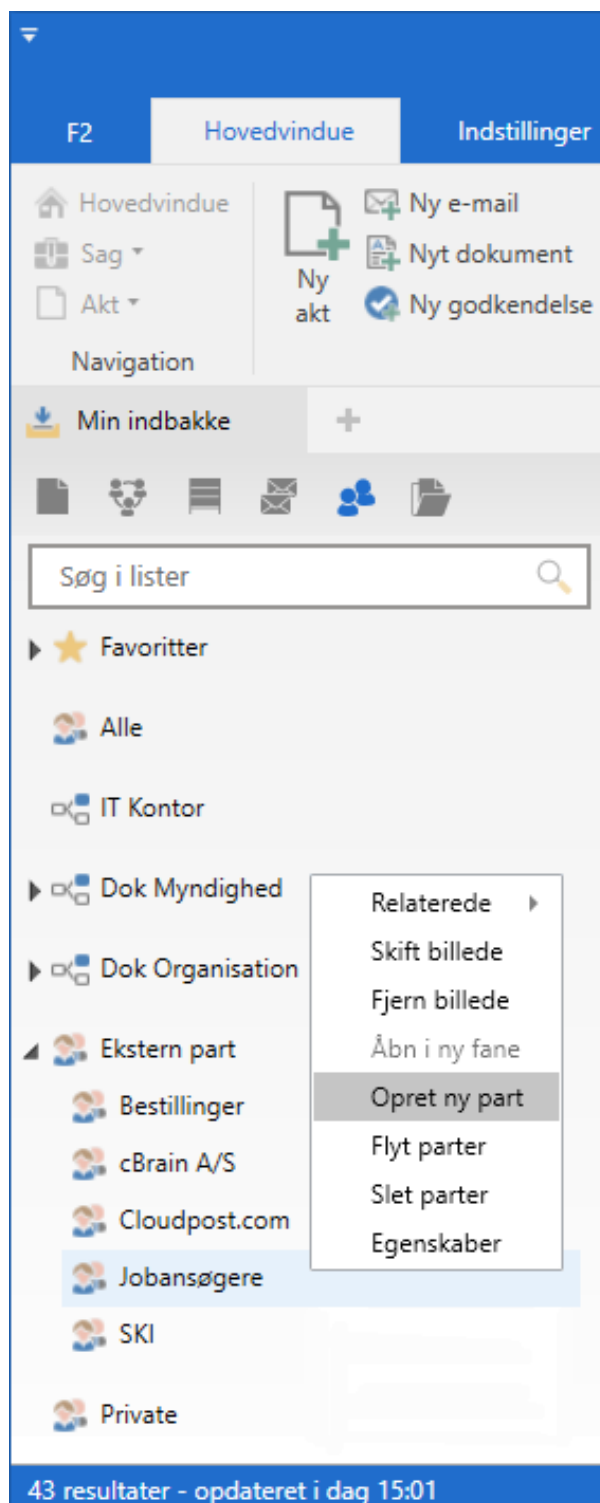 F2 Hovedvindue Indstillinger
Hovedvindue
Sag
Akt
Navigation
Ny
akt
Ny e-mail
Nyt dokument
Ny godkendelse
Min indbakke
Søg i lister
Favoritter
Alle
IT Kontor
Dok Myndighed
Dok Organisation
Ekstern part
Bestillinger
cBrain A/S
Cloudpost.com
Jobansøgere
SKI
Private
Relaterede
Skift billede
Fjern billede
Åbn i ny fane
Opret ny part
Flyt parter
Slet parter
Egenskaber
43 resultater - opdateret i dag 15:01